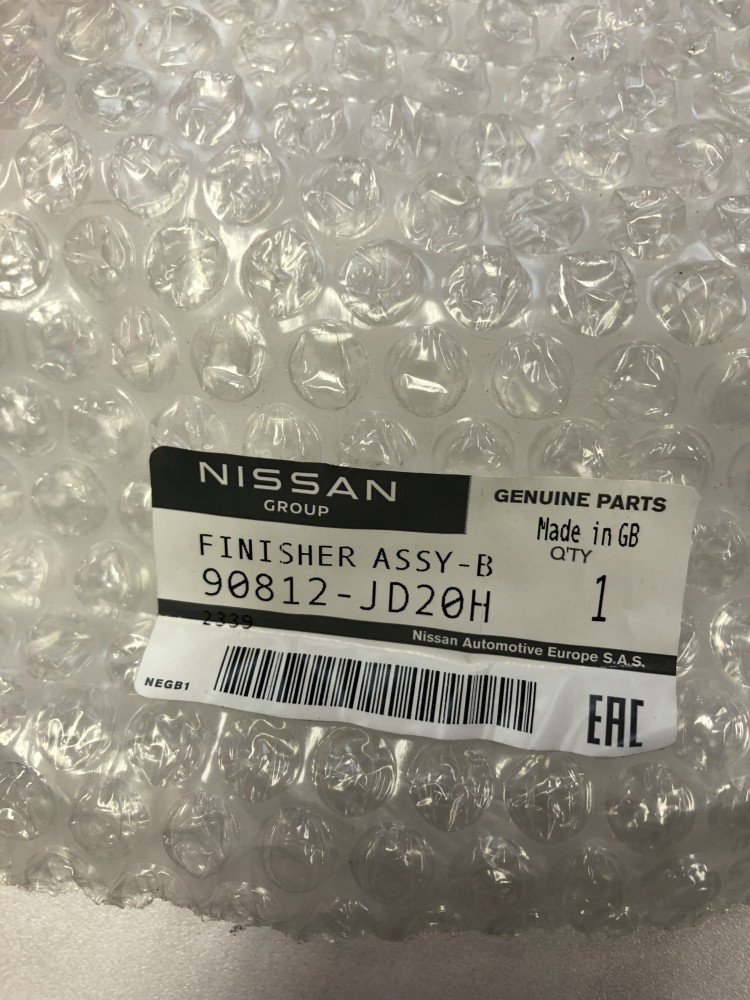 NISSAN
GROUP
GENUINE PARTS
Made in GB
Q'TY
FINISHER ASSY-B
90812-JD20H
1
2339
Nissan Automotive Europe S.A.S.
NEGB1
EAC